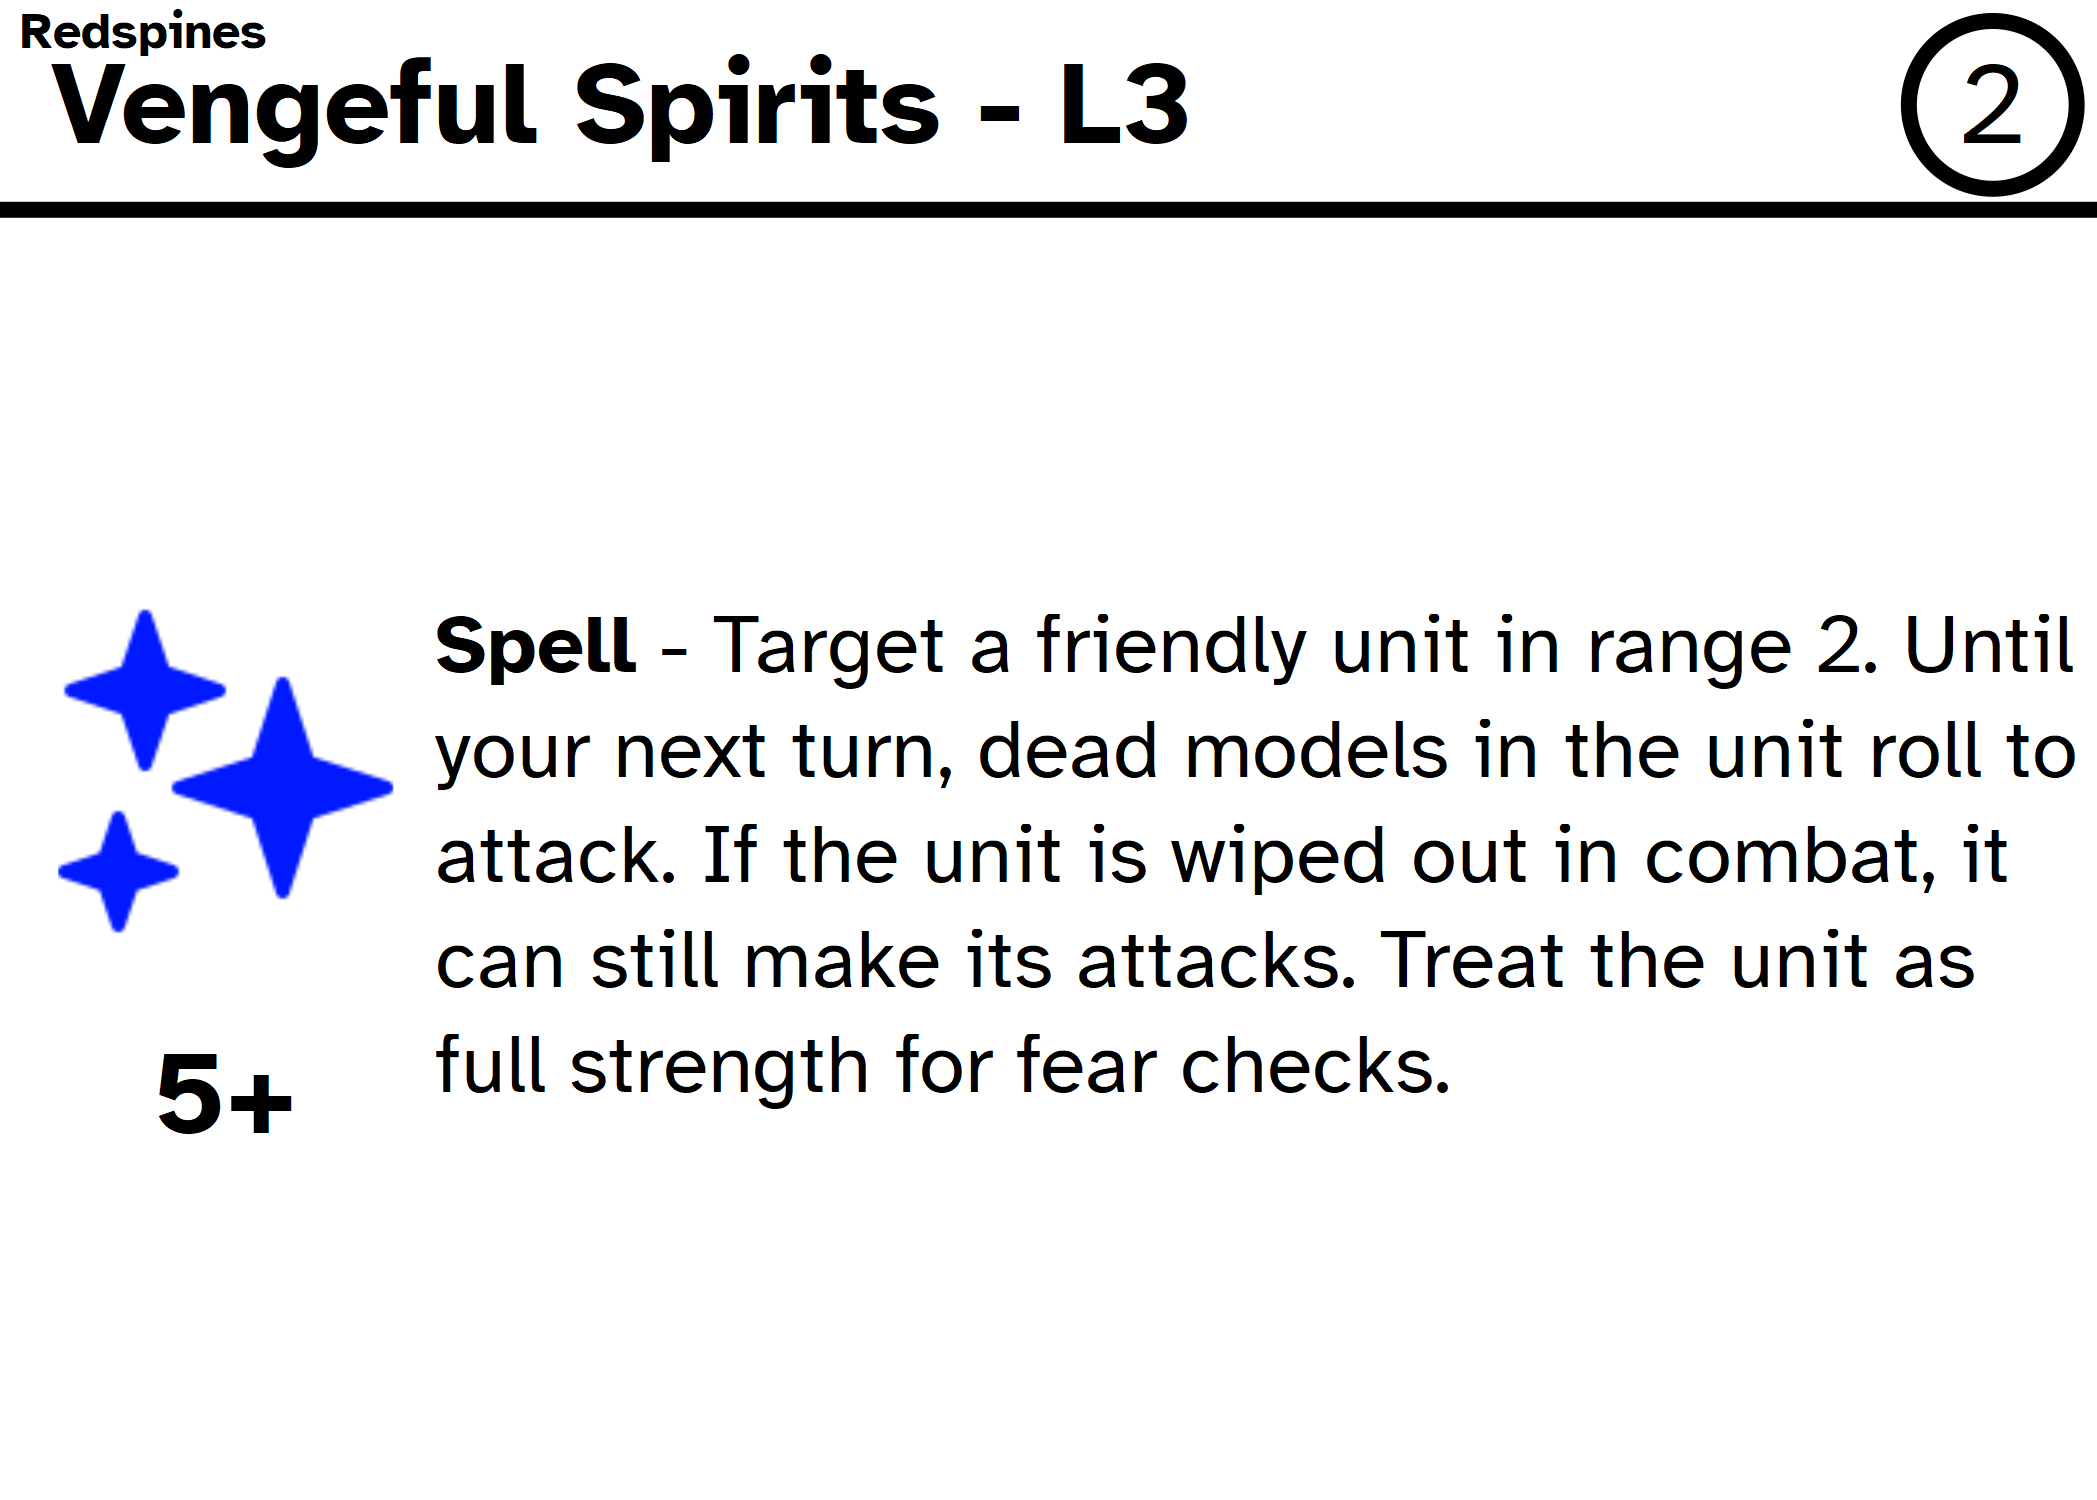 Redspines
Vengeful Spirits - L3
2
Spell - Target a friendly unit in range 2. Until
your next turn, dead models in the unit roll to
attack. If the unit is wiped out in combat, it
can still make its attacks. Treat the unit as
full strength for fear checks.
5+